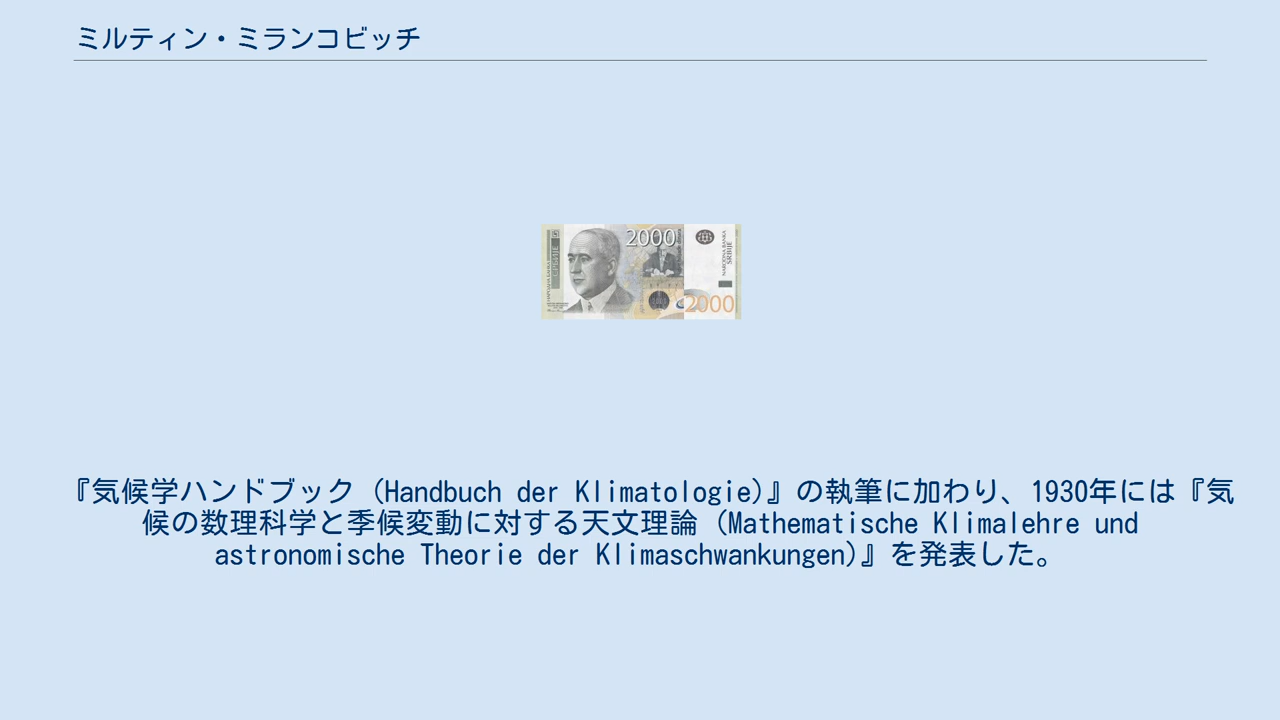 ミルティン・ミランコビッチ
2000
NARODNA BANKA
SRBIJE
2000
『気候学ハンドブック (Handbuch der Klimatologie)』の執筆に加わり、1930年には『気
候の数理科学と季候変動に対する天文理論 (Mathematische Klimalehre und
astronomische Theorie der Klimaschwankungen)』を発表した。